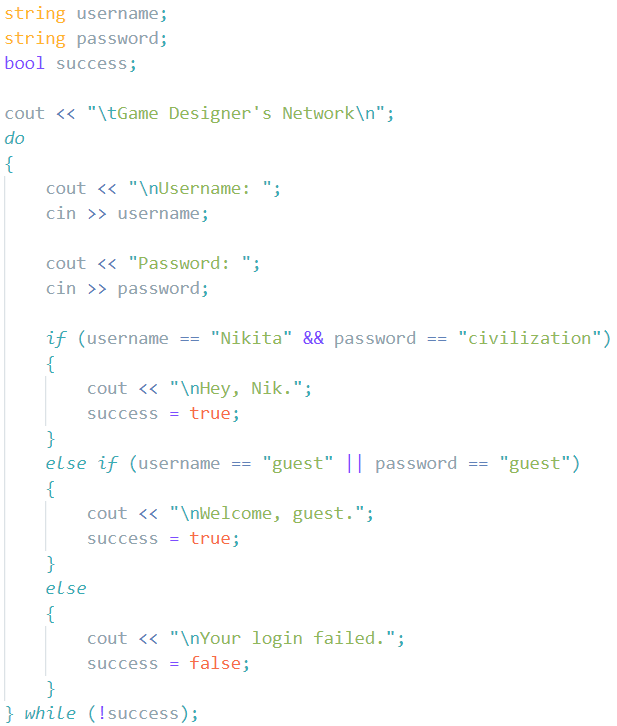 string username;
string password;
bool success;

cout << "\tGame Designer's Network\n";
do
{
    cout << "\nUsername: ";
    cin >> username;

    cout << "Password: ";
    cin >> password;

    if (username == "Nikita" && password == "civilization")
    {
        cout << "\nHey, Nik.";
        success = true;
    }
    else if (username == "guest" || password == "guest")
    {
        cout << "\nWelcome, guest.";
        success = true;
    }
    else
    {
        cout << "\nYour login failed.";
        success = false;
    }
} while (!success);